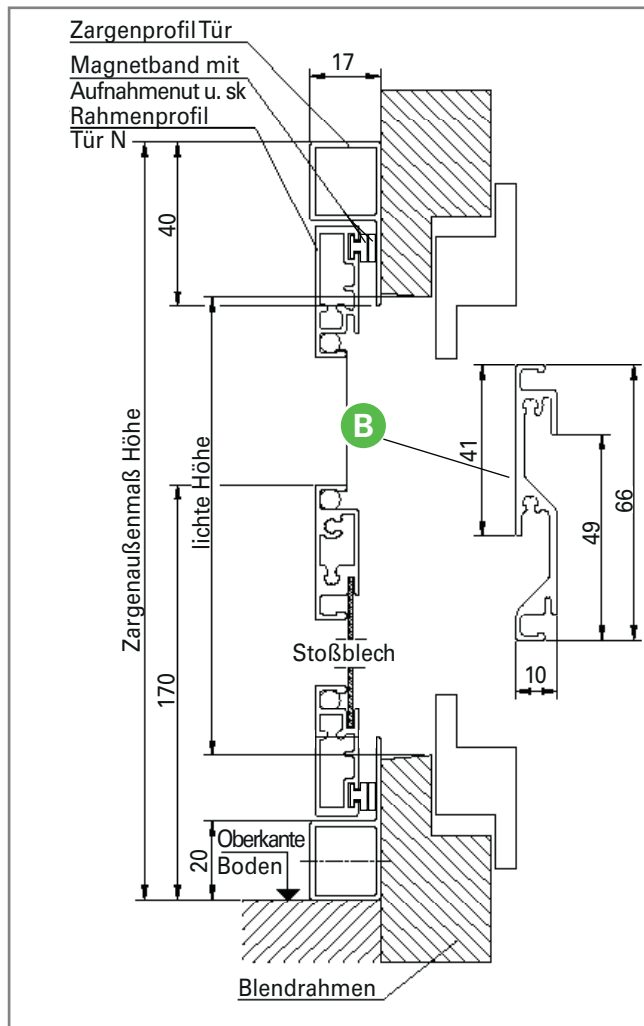 Zargenprofil Tür
Magnetband mit
Aufnahmenut u. sk
Rahmenprofil
Tür N
17
40
Zargenaußenmaß Höhe
lichte Höhe
B
41
66
49
170
Stoßblech
10
20
Oberkante
Boden
Blendrahmen